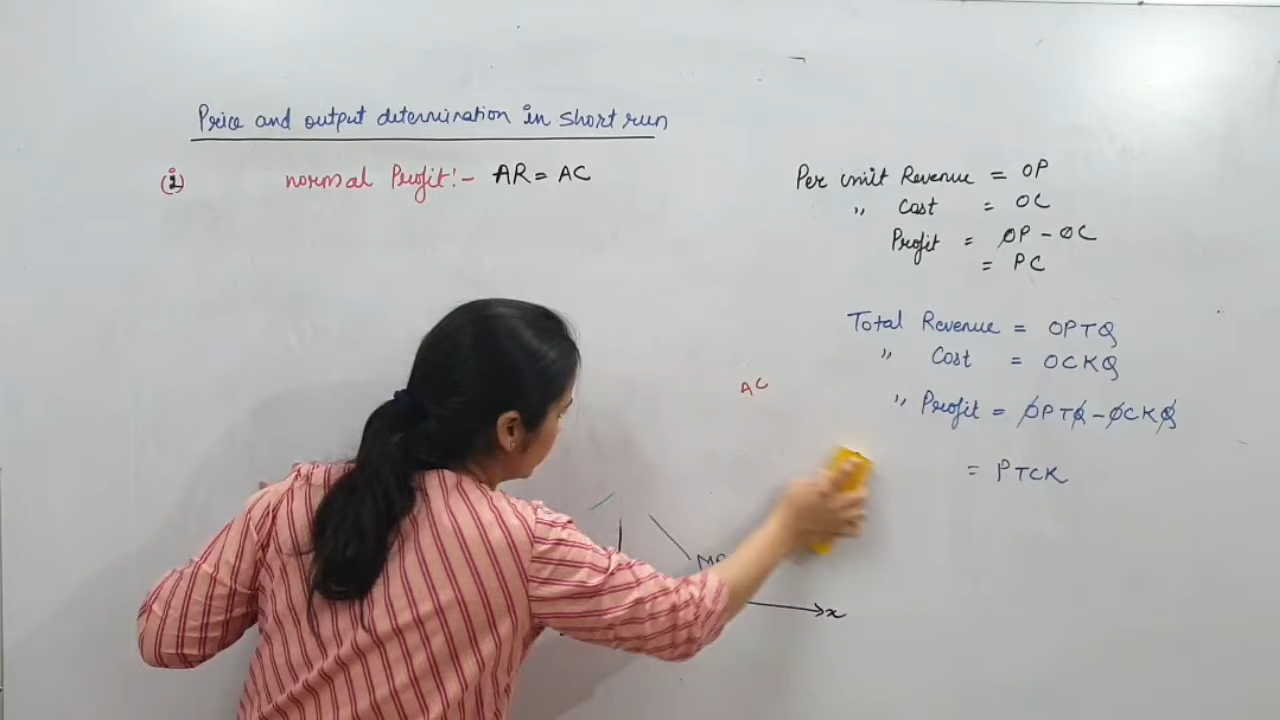 Price and output determination in short run
(2) normal Profit:- AR = AC
Per unit Revenue = OP
" Cost = OC
Profit = OP - OC
= PC
Total Revenue = OPTQ
" Cost = OCKQ
" Profit = OPTQ - OCKQ
= PTCK
AC
x